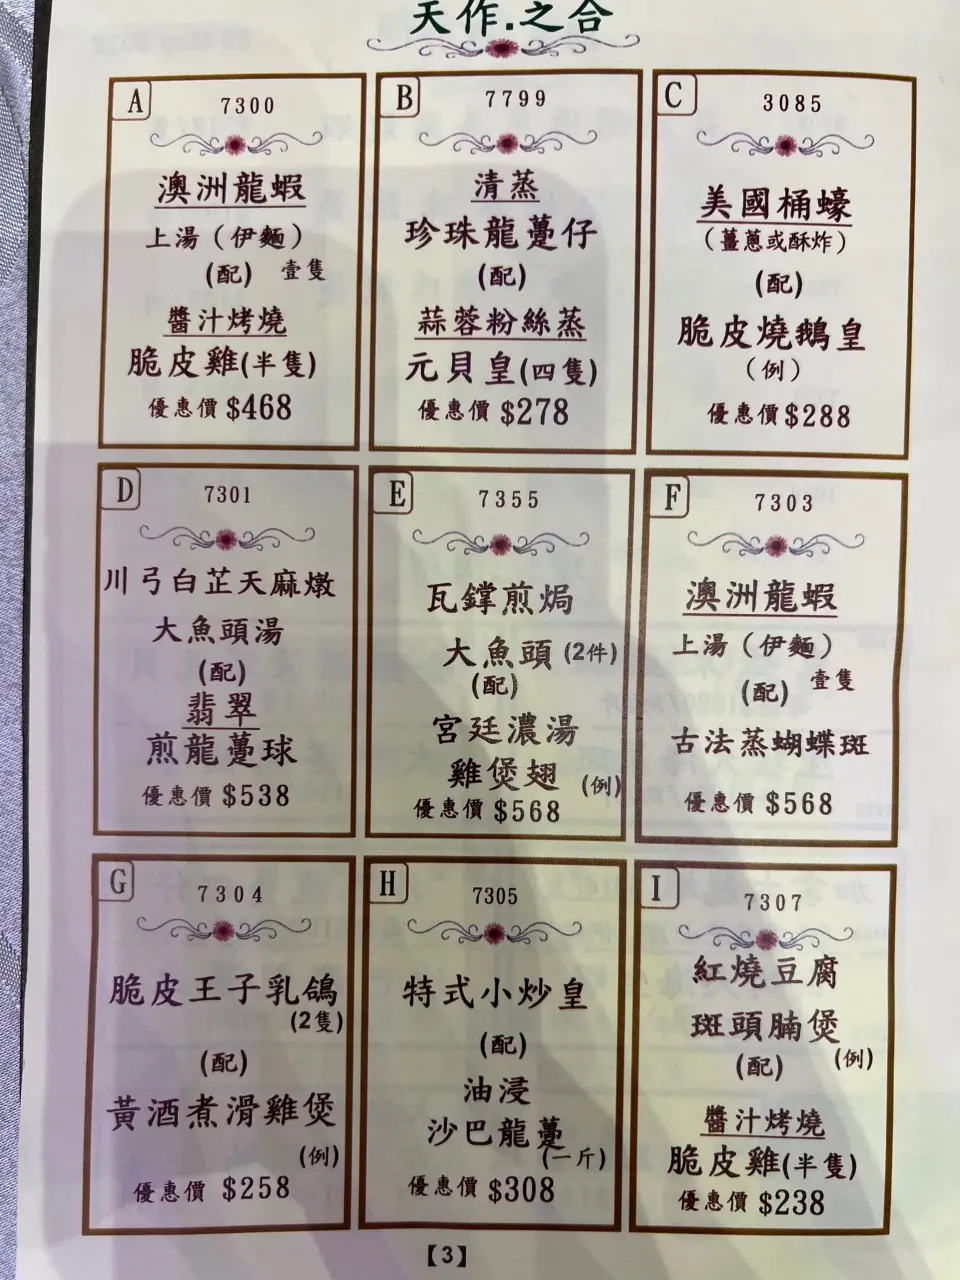 天作.之合
A
7300
澳洲龍蝦
上湯（伊麵）
(配) 壹隻
醬汁烤燒
脆皮雞(半隻)
優惠價 $468
B
7799
清蒸
珍珠龍躉仔
(配)
蒜蓉粉絲蒸
元貝皇(四隻)
優惠價 $278
C
3085
美國桶蠔
（薑蔥或酥炸）
(配)
脆皮燒鵝皇
（例）
優惠價 $288
D
7301
川弓白芷天麻燉
大魚頭湯
(配)
翡翠
煎龍躉球
優惠價 $538
E
7355
瓦鐣煎焗
大魚頭 (2件)
(配)
宮廷濃湯
雞煲翅 (例)
優惠價 $568
F
7303
澳洲龍蝦
上湯（伊麵）
(配) 壹隻
古法蒸蝴蝶斑
優惠價 $568
G
7304
脆皮王子乳鴿
(2隻)
(配)
黃酒煮滑雞煲
(例)
優惠價 $258
H
7305
特式小炒皇
(配)
油浸
沙巴龍躉
(一斤)
優惠價 $308
I
7307
紅燒豆腐
斑頭腩煲
(配) (例)
醬汁烤燒
脆皮雞(半隻)
優惠價 $238
【3】